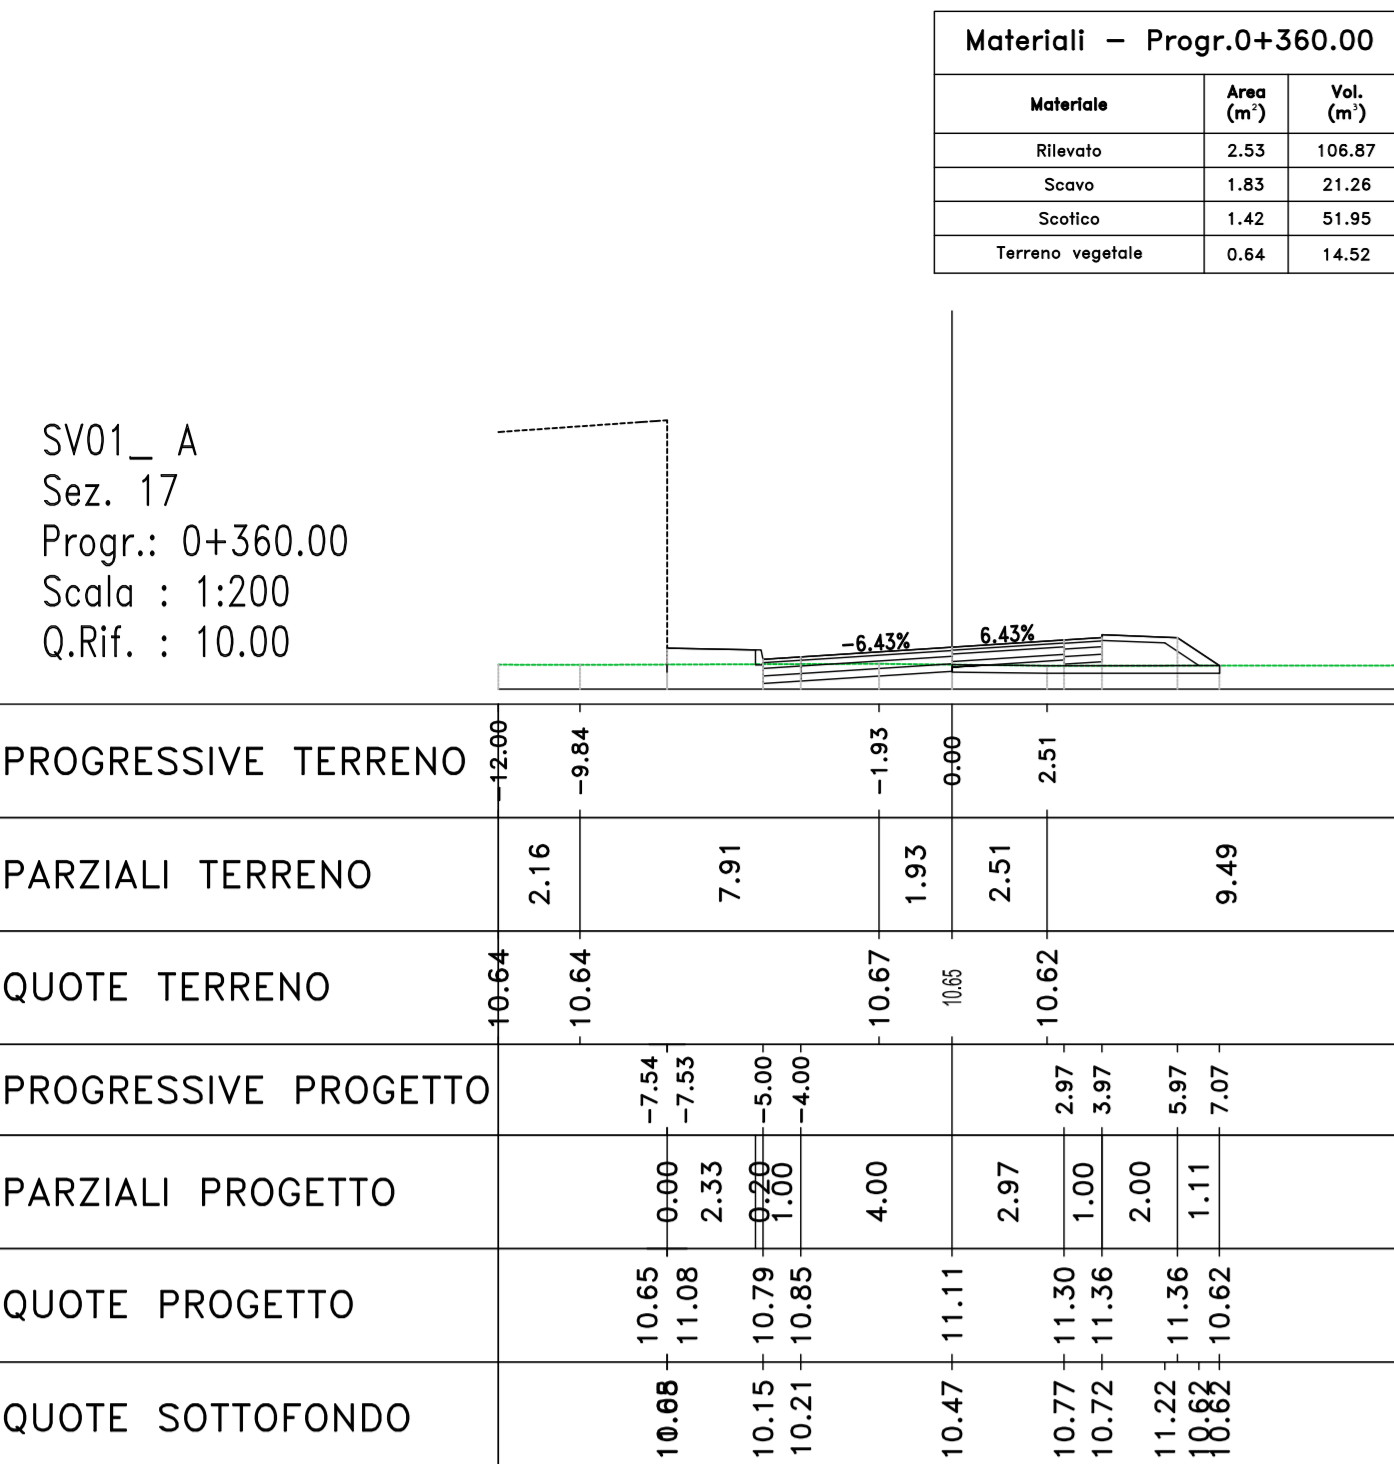 Materiali – Progr.0+360.00
Materiale Area (m²) Vol. (m³)
Rilevato 2.53 106.87
Scavo 1.83 21.26
Scotico 1.42 51.95
Terreno vegetale 0.64 14.52
SV01_ A
Sez. 17
Progr.: 0+360.00
Scala : 1:200
Q.Rif. : 10.00
-6.43% 6.43%
PROGRESSIVE TERRENO -12.00 -9.84 -1.93 0.00 2.51
PARZIALI TERRENO 2.16 7.91 1.93 2.51 9.49
QUOTE TERRENO 10.64 10.64 10.67 10.65 10.62
PROGRESSIVE PROGETTO -7.54 -7.53 -5.00 -4.00 2.97 3.97 5.97 7.07
PARZIALI PROGETTO 0.00 2.33 0.20 1.00 4.00 2.97 1.00 2.00 1.11
QUOTE PROGETTO 10.65 11.08 10.79 10.85 11.11 11.30 11.36 11.36 10.62
QUOTE SOTTOFONDO 10.15 10.21 10.47 10.77 10.72 11.22 10.62 10.62